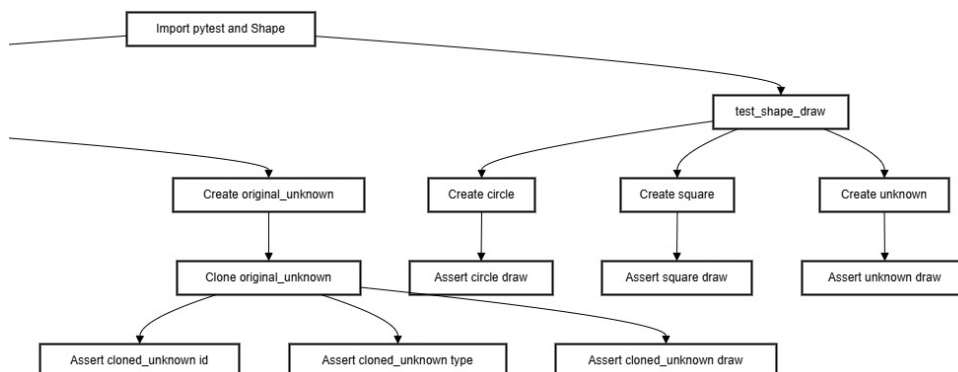 Import pytest and Shape
test_shape_draw
Create original_unknown
Create circle
Create square
Create unknown
Clone original_unknown
Assert circle draw
Assert square draw
Assert unknown draw
Assert cloned_unknown id
Assert cloned_unknown type
Assert cloned_unknown draw